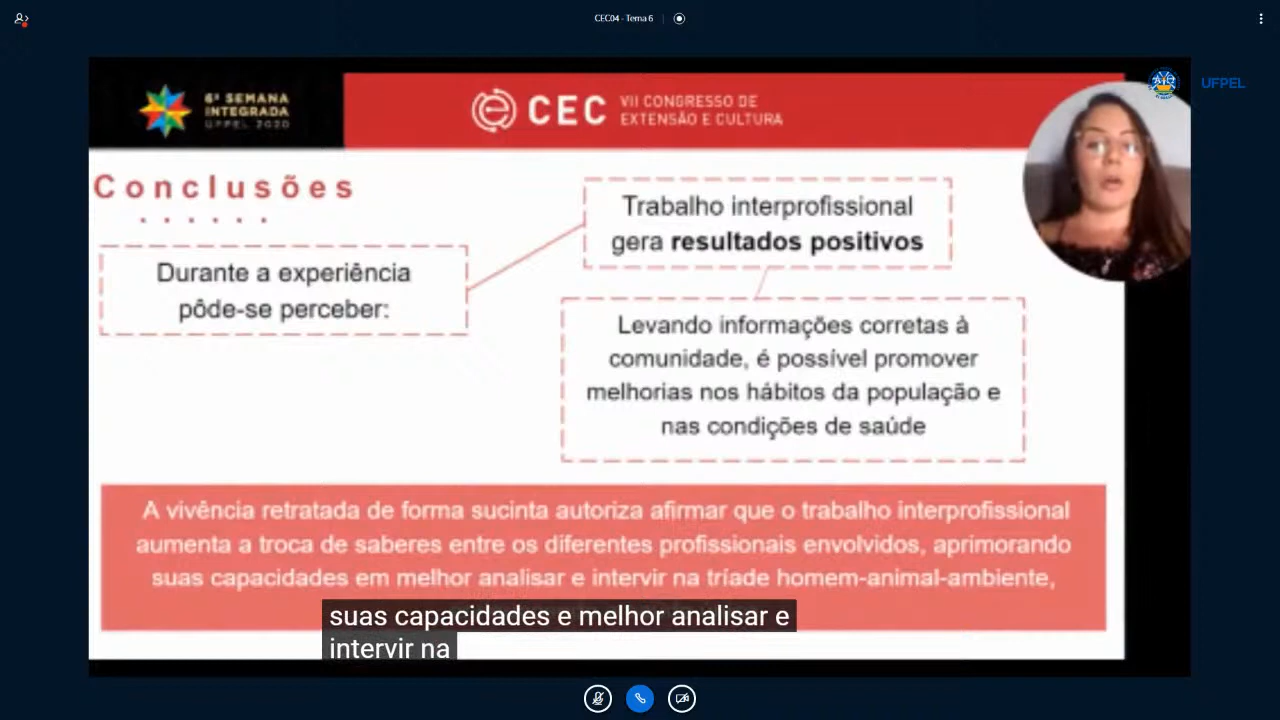 CEC04 - Tema 6
6ª SEMANA
INTEGRADA
UFPEL 2020
CEC
VII CONGRESSO DE
EXTENSÃO E CULTURA
UFPEL
Conclusões
Trabalho interprofissional
gera resultados positivos
Durante a experiência
pôde-se perceber:
Levando informações corretas à
comunidade, é possível promover
melhorias nos hábitos da população e
nas condições de saúde
A vivência retratada de forma sucinta autoriza afirmar que o trabalho interprofissional
aumenta a troca de saberes entre os diferentes profissionais envolvidos, aprimorando
suas capacidades em melhor analisar e intervir na tríade homem-animal-ambiente,
suas capacidades e melhor analisar e
intervir na